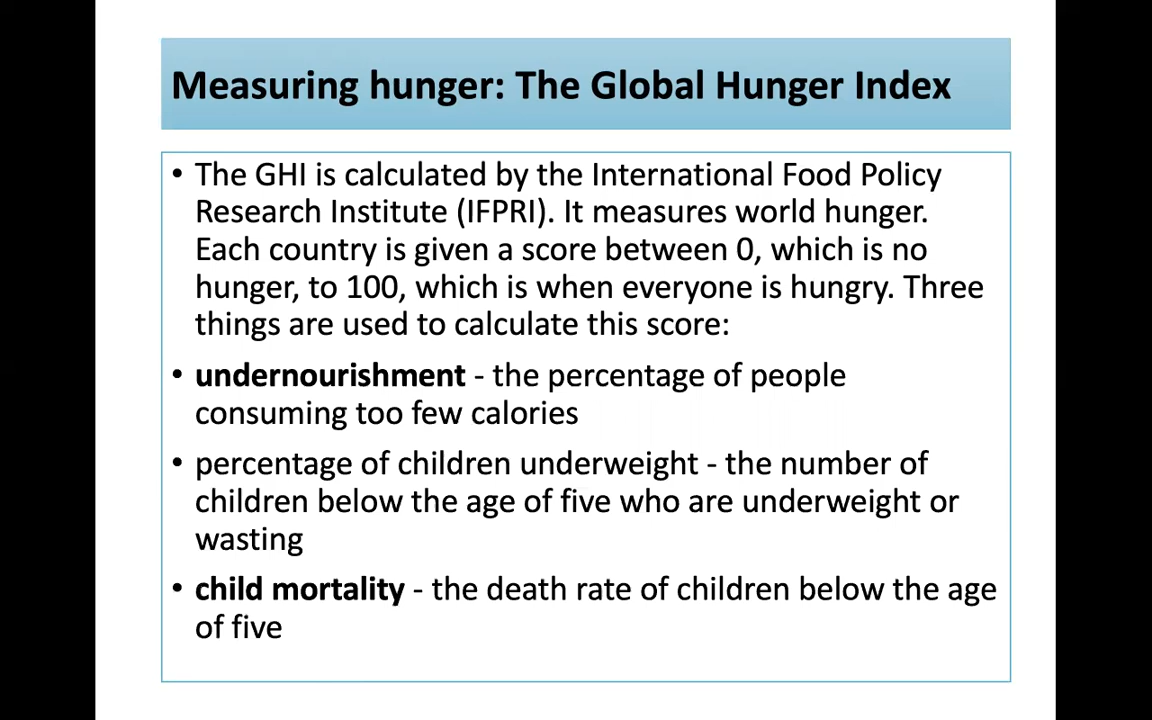 Measuring hunger: The Global Hunger Index
• The GHI is calculated by the International Food Policy
Research Institute (IFPRI). It measures world hunger.
Each country is given a score between 0, which is no
hunger, to 100, which is when everyone is hungry. Three
things are used to calculate this score:
• undernourishment - the percentage of people
consuming too few calories
• percentage of children underweight - the number of
children below the age of five who are underweight or
wasting
• child mortality - the death rate of children below the age
of five